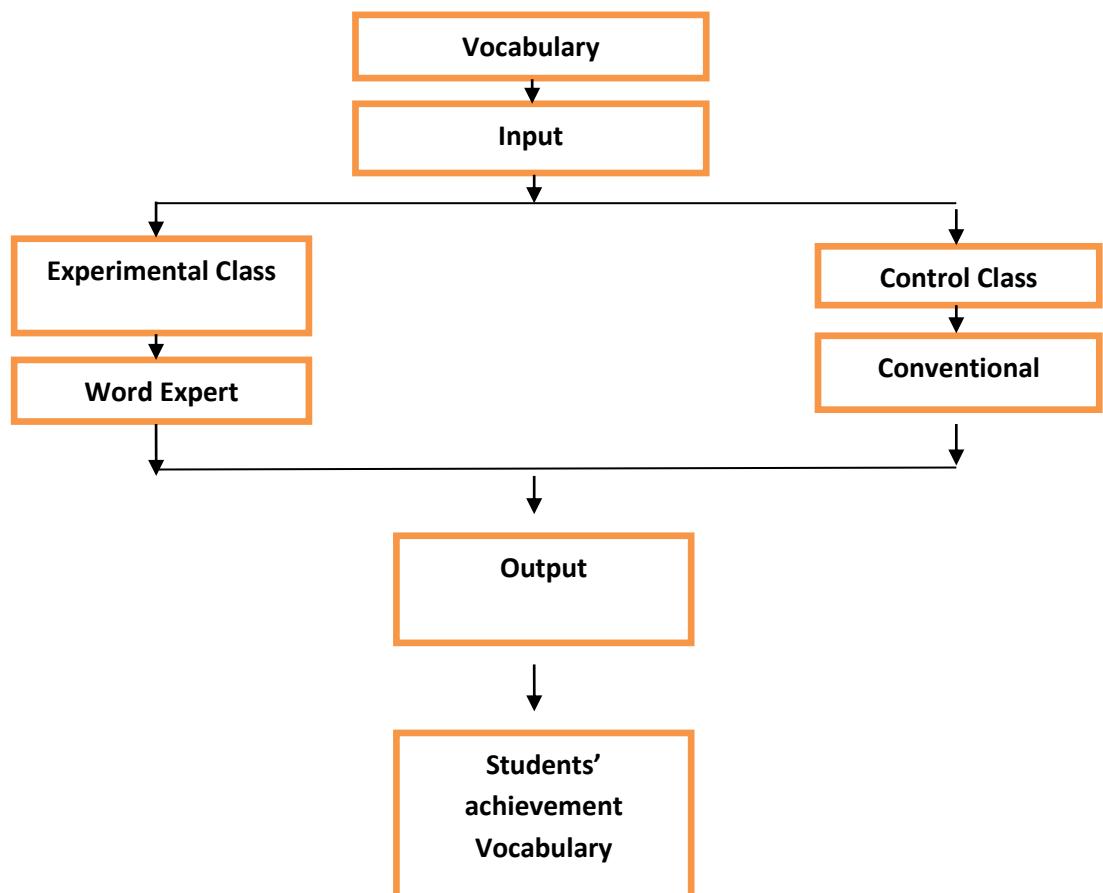 Vocabulary
Input
Experimental Class
Control Class
Word Expert
Conventional
Output
Students’
achievement
Vocabulary